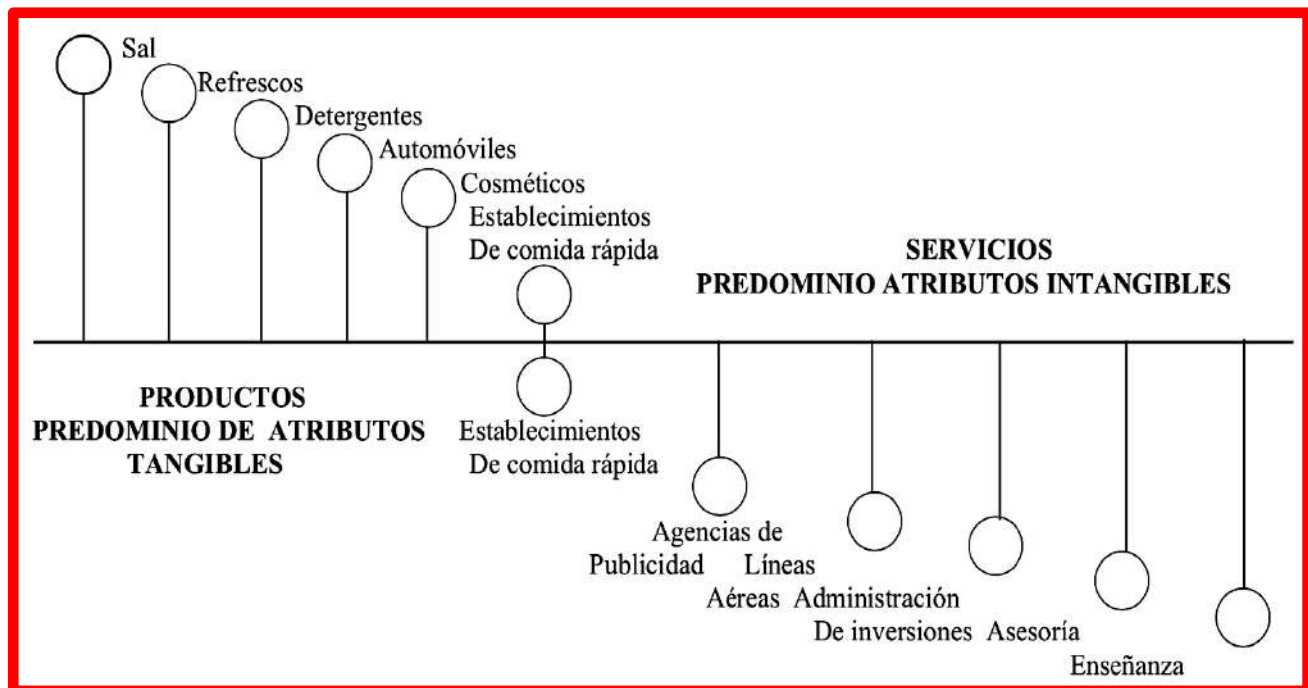 Sal
Refrescos
Detergentes
Automóviles
Cosméticos
Establecimientos
De comida rápida
SERVICIOS
PREDOMINIO ATRIBUTOS INTANGIBLES
PRODUCTOS
PREDOMINIO DE ATRIBUTOS
TANGIBLES
Establecimientos
De comida rápida
Agencias de
Publicidad
Líneas
Aéreas
Administración
De inversiones
Asesoría
Enseñanza